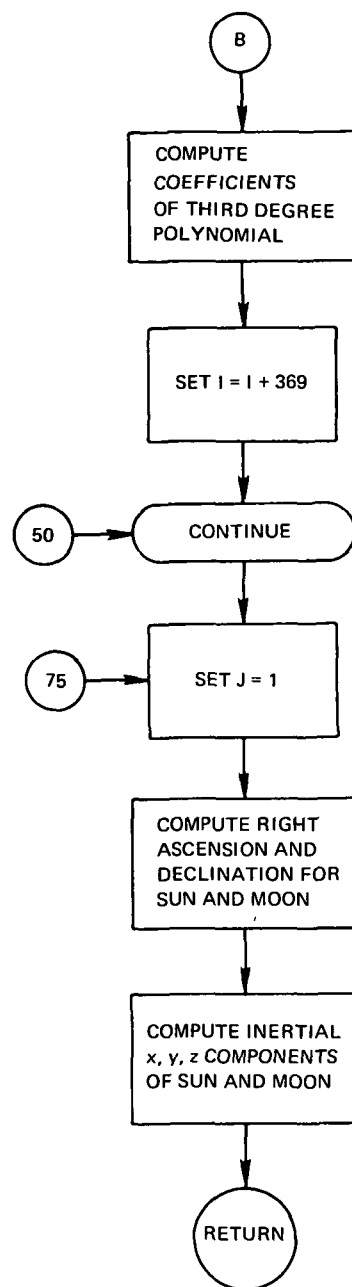 B
COMPUTE
COEFFICIENTS
OF THIRD DEGREE
POLYNOMIAL
SET I = I + 369
50
CONTINUE
75
SET J = 1
COMPUTE RIGHT
ASCENSION AND
DECLINATION FOR
SUN AND MOON
COMPUTE INERTIAL
x, y, z COMPONENTS
OF SUN AND MOON
RETURN